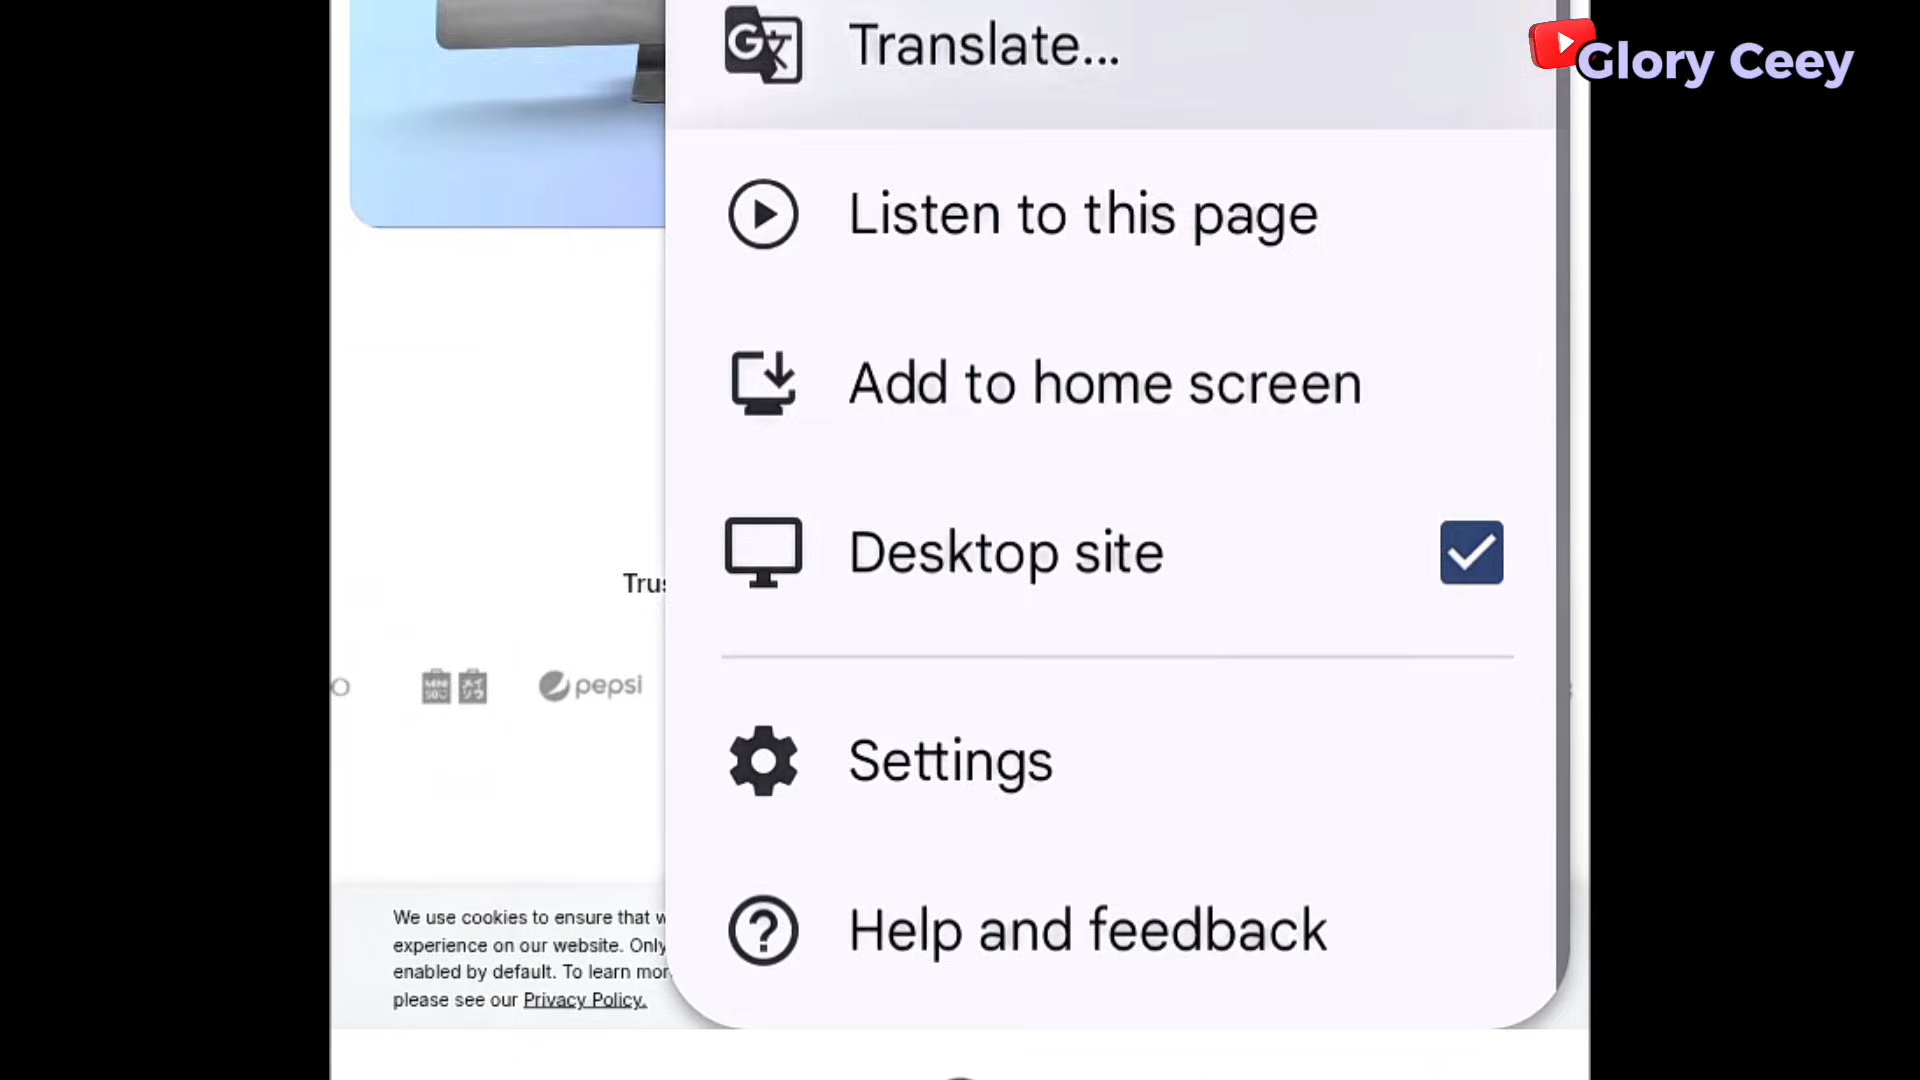 Translate...
Glory Ceey
Listen to this page
Add to home screen
Desktop site
pepsi
Settings
We use cookies to ensure that
experience on our website. Only
enabled by default. To learn
please see our Privacy Policy.
Help and feedback